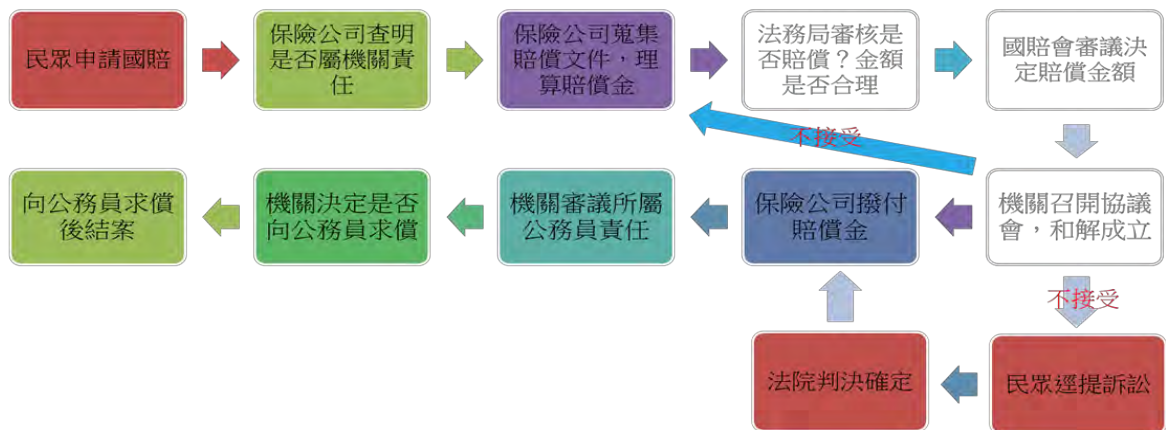 民眾申請國賠
保險公司查明
是否屬機關責
任
保險公司蒐集
賠償文件，理
算賠償金
法務局審核是
否賠償？金額
是否合理
國賠會審議決
定賠償金額
不接受
向公務員求償
後結案
機關決定是否
向公務員求償
機關審議所屬
公務員責任
保險公司撥付
賠償金
機關召開協議
會，和解成立
不接受
法院判決確定
民眾逕提訴訟